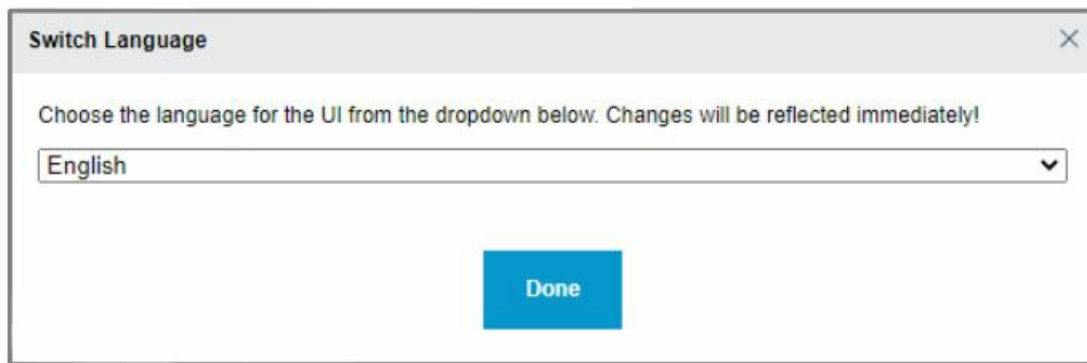 Switch Language
Choose the language for the UI from the dropdown below. Changes will be reflected immediately!
English
Done